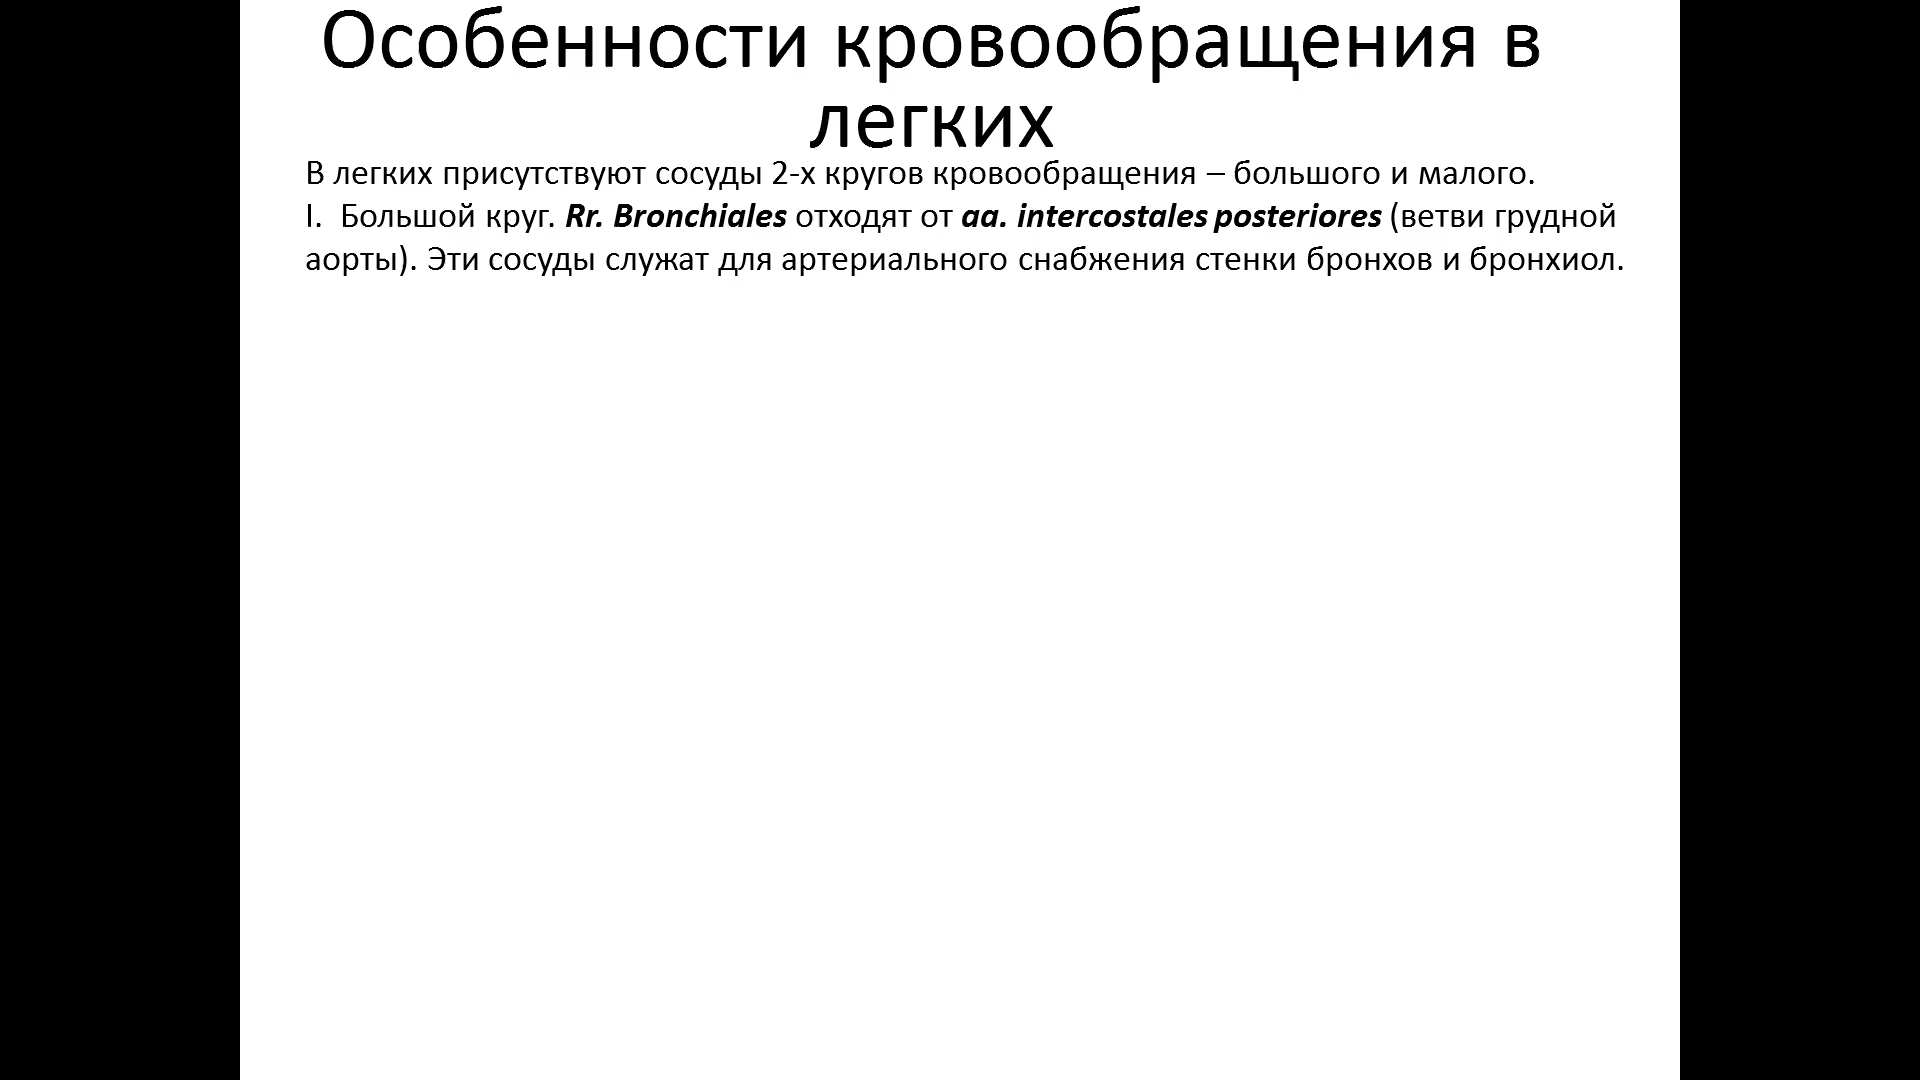 Особенности кровообращения в
легких
В легких присутствуют сосуды 2-х кругов кровообращения – большого и малого.
I. Большой круг. Rr. Bronchiales отходят от aa. intercostales posteriores (ветви грудной
аорты). Эти сосуды служат для артериального снабжения стенки бронхов и бронхиол.